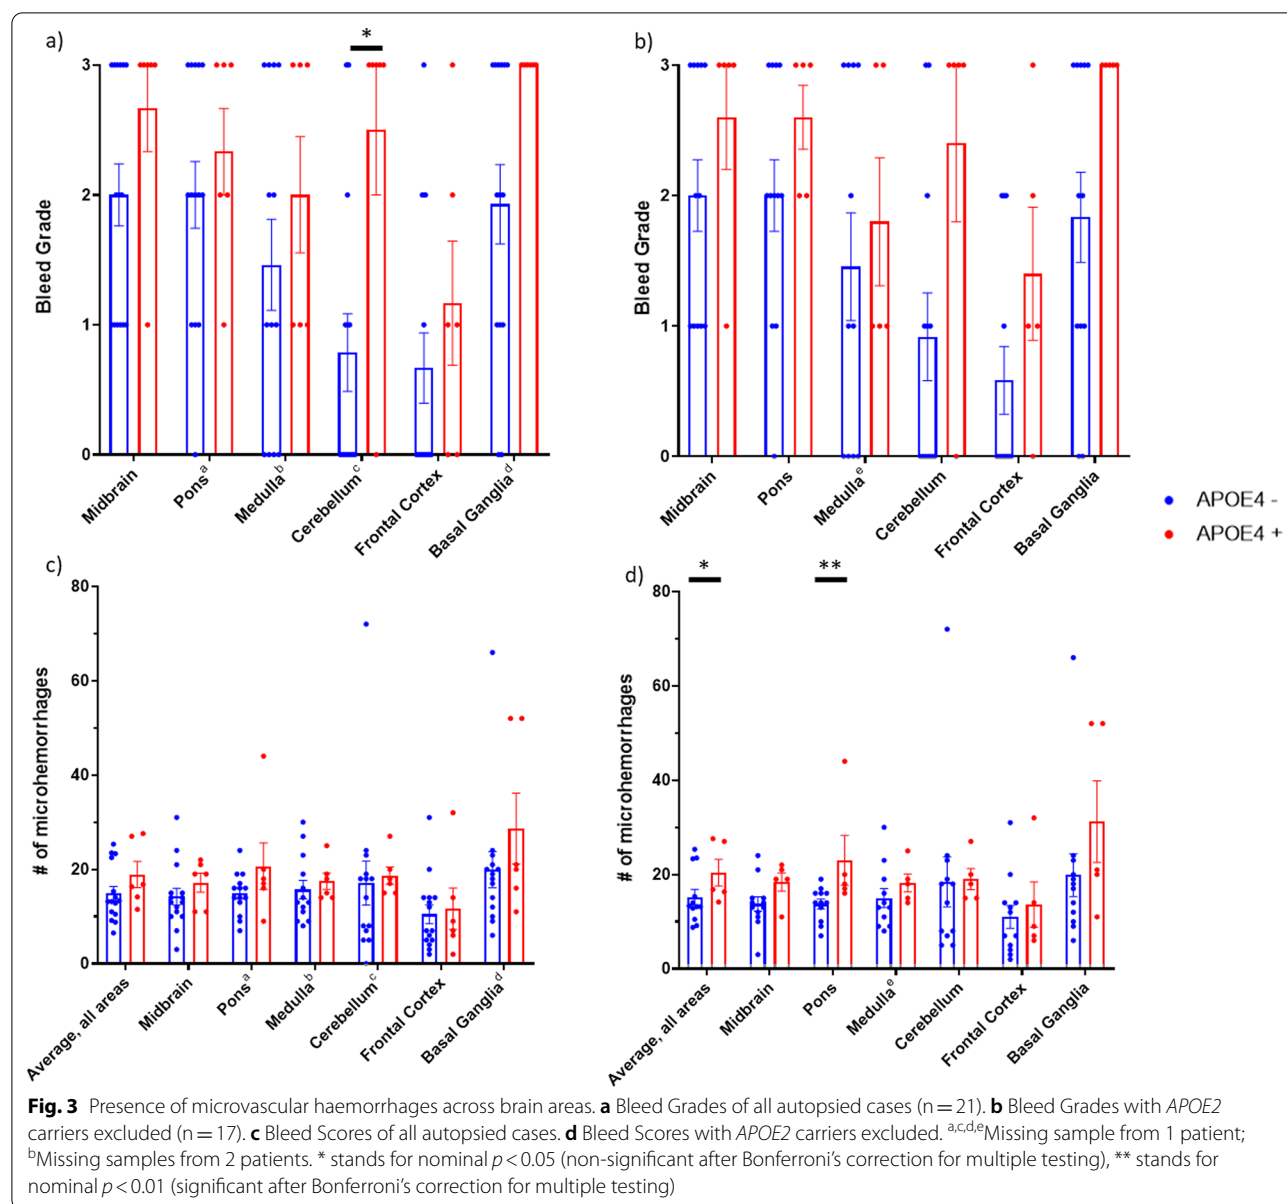 a)
*
3
2
1
0
Bleed Grade
Midbrain
Pons^a
Medulla^b
Cerebellum^c
Frontal Cortex
Basal Ganglia^d
b)
3
2
1
0
Bleed Grade
Midbrain
Pons
Medulla^e
Cerebellum
Frontal Cortex
Basal Ganglia
APOE4 -
APOE4 +
c)
80
60
40
20
0
# of microhemorrhages
Average, all areas
Midbrain
Pons^a
Medulla^b
Cerebellum^c
Frontal Cortex
Basal Ganglia^d
d)
*
**
80
60
40
20
0
# of microhemorrhages
Average, all areas
Midbrain
Pons
Medulla^e
Cerebellum
Frontal Cortex
Basal Ganglia
Fig. 3 Presence of microvascular haemorrhages across brain areas. a Bleed Grades of all autopsied cases (n = 21). b Bleed Grades with APOE2
carriers excluded (n = 17). c Bleed Scores of all autopsied cases. d Bleed Scores with APOE2 carriers excluded. ^a,c,d,e Missing sample from 1 patient;
^b Missing samples from 2 patients. * stands for nominal p < 0.05 (non-significant after Bonferroni's correction for multiple testing), ** stands for
nominal p < 0.01 (significant after Bonferroni's correction for multiple testing)